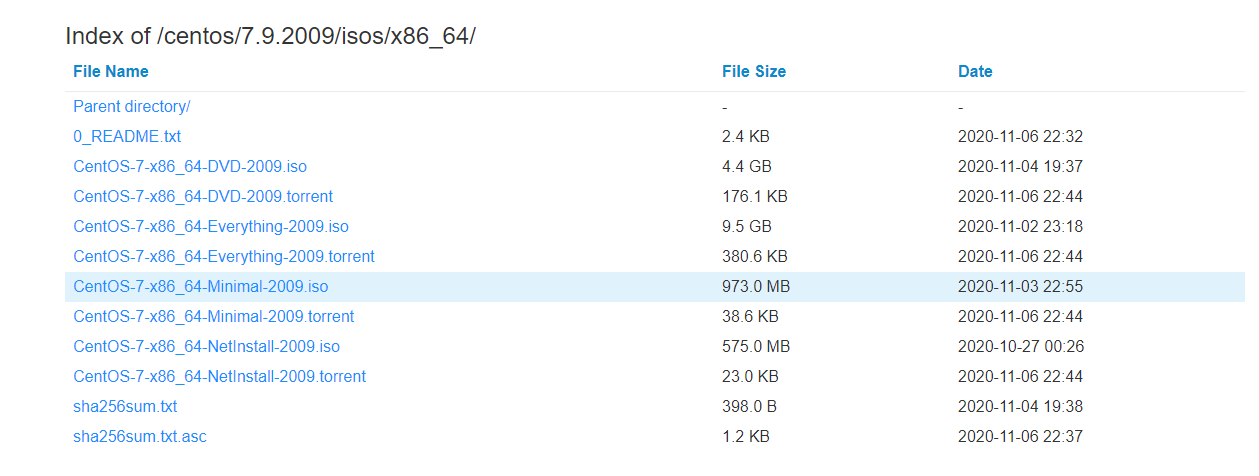 Index of /centos/7.9.2009/isos/x86_64/
File Name File Size Date
Parent directory/ - -
0_README.txt 2.4 KB 2020-11-06 22:32
CentOS-7-x86_64-DVD-2009.iso 4.4 GB 2020-11-04 19:37
CentOS-7-x86_64-DVD-2009.torrent 176.1 KB 2020-11-06 22:44
CentOS-7-x86_64-Everything-2009.iso 9.5 GB 2020-11-02 23:18
CentOS-7-x86_64-Everything-2009.torrent 380.6 KB 2020-11-06 22:44
CentOS-7-x86_64-Minimal-2009.iso 973.0 MB 2020-11-03 22:55
CentOS-7-x86_64-Minimal-2009.torrent 38.6 KB 2020-11-06 22:44
CentOS-7-x86_64-NetInstall-2009.iso 575.0 MB 2020-10-27 00:26
CentOS-7-x86_64-NetInstall-2009.torrent 23.0 KB 2020-11-06 22:44
sha256sum.txt 398.0 B 2020-11-04 19:38
sha256sum.txt.asc 1.2 KB 2020-11-06 22:37